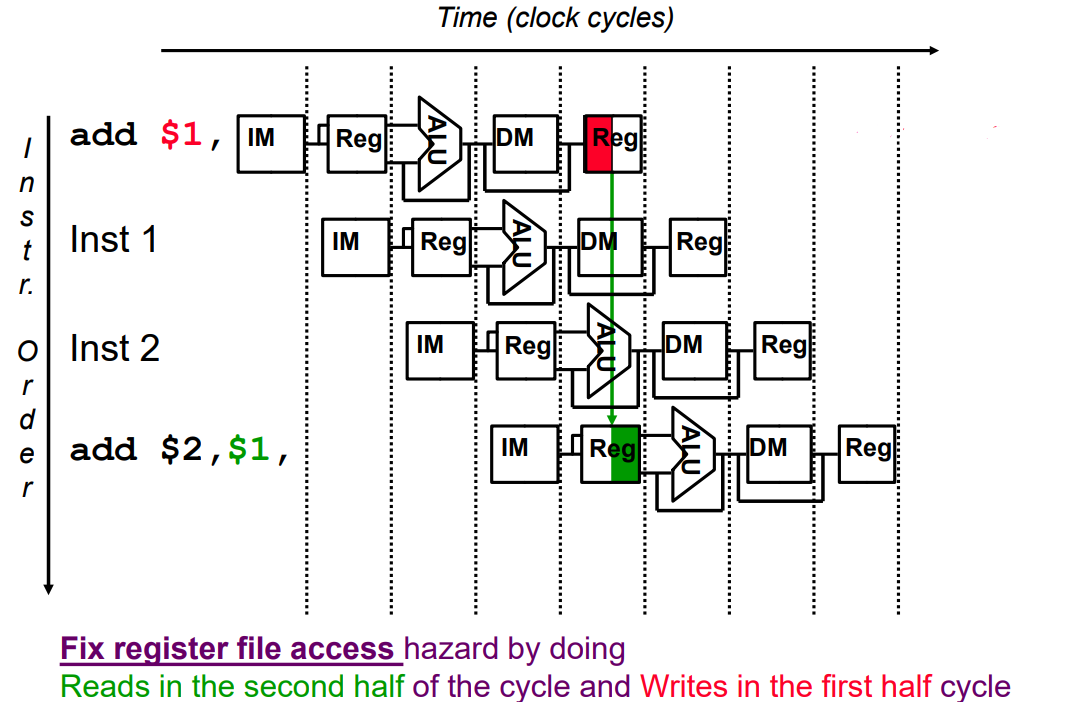 Time (clock cycles)
Instr. Order
add $1, IM Reg ALU DM Reg
Inst 1 IM Reg ALU DM Reg
Inst 2 IM Reg ALU DM Reg
add $2,$1, IM Reg ALU DM Reg
Fix register file access hazard by doing
Reads in the second half of the cycle and Writes in the first half cycle